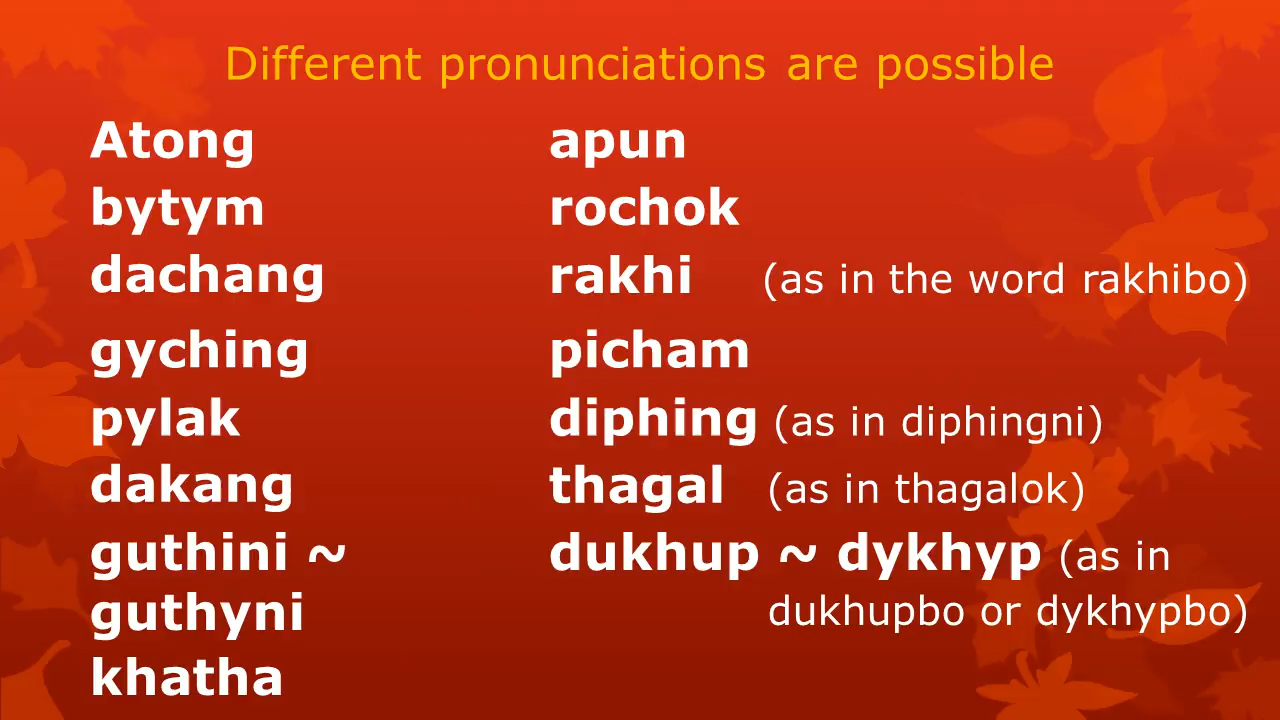 Different pronunciations are possible
Atong
bytym
dachang
gyching
pylak
dakang
guthini ~
guthyni
khatha
apun
rochok
rakhi (as in the word rakhibo)
picham
diphing (as in diphingni)
thagal (as in thagalok)
dukhup ~ dykhyp (as in
dukhupbo or dykhypbo)